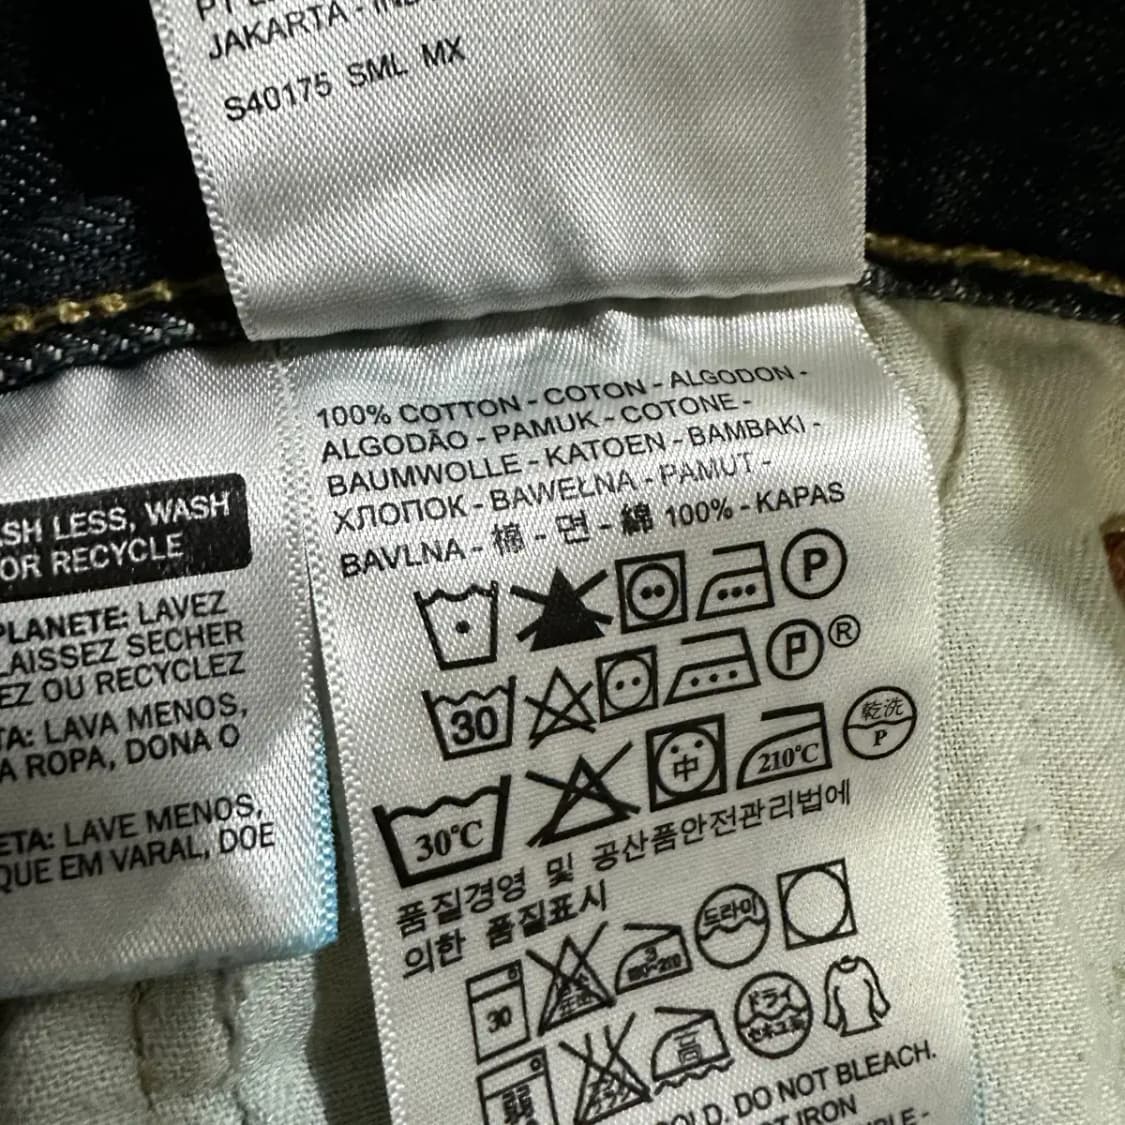 JAKARTA -
S40175 SML MX
SH LESS, WASH
OR RECYCLE
PLANETE: LAVEZ
LAISSEZ SECHER
EZ OU RECYCLEZ
TA: LAVA MENOS,
A ROPA, DONA O
ETA: LAVE MENOS,
QUE EM VARAL, DOE
100% COTTON - COTON - ALGODON -
ALGODÃO - PAMUK - COTONE -
BAUMWOLLE - KATOEN - BAMBAKI -
ХЛОПОК - BAWEŁNA - PAMUT -
BAVLNA - 棉 - 면 - 綿 100% - KAPAS
P
30 P ®
30°C 中 210°C 乾洗 P
품질경영 및 공산품안전관리법에
의한 품질표시
30 3 180~210 드라이
高 ドライ
OLD. DO NOT BLEACH.
IRON